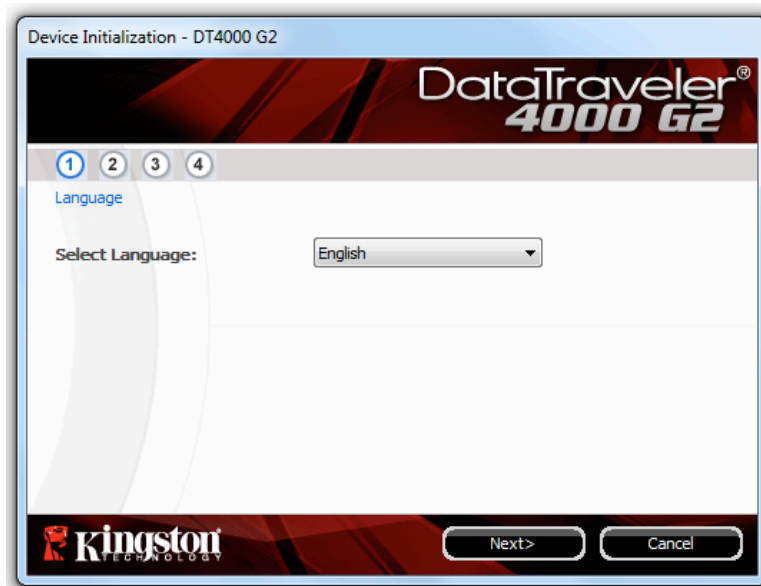 Device Initialization - DT4000 G2
DataTraveler®
4000 G2
1 2 3 4
Language
Select Language: English
Kingston
TECHNOLOGY
Next> Cancel